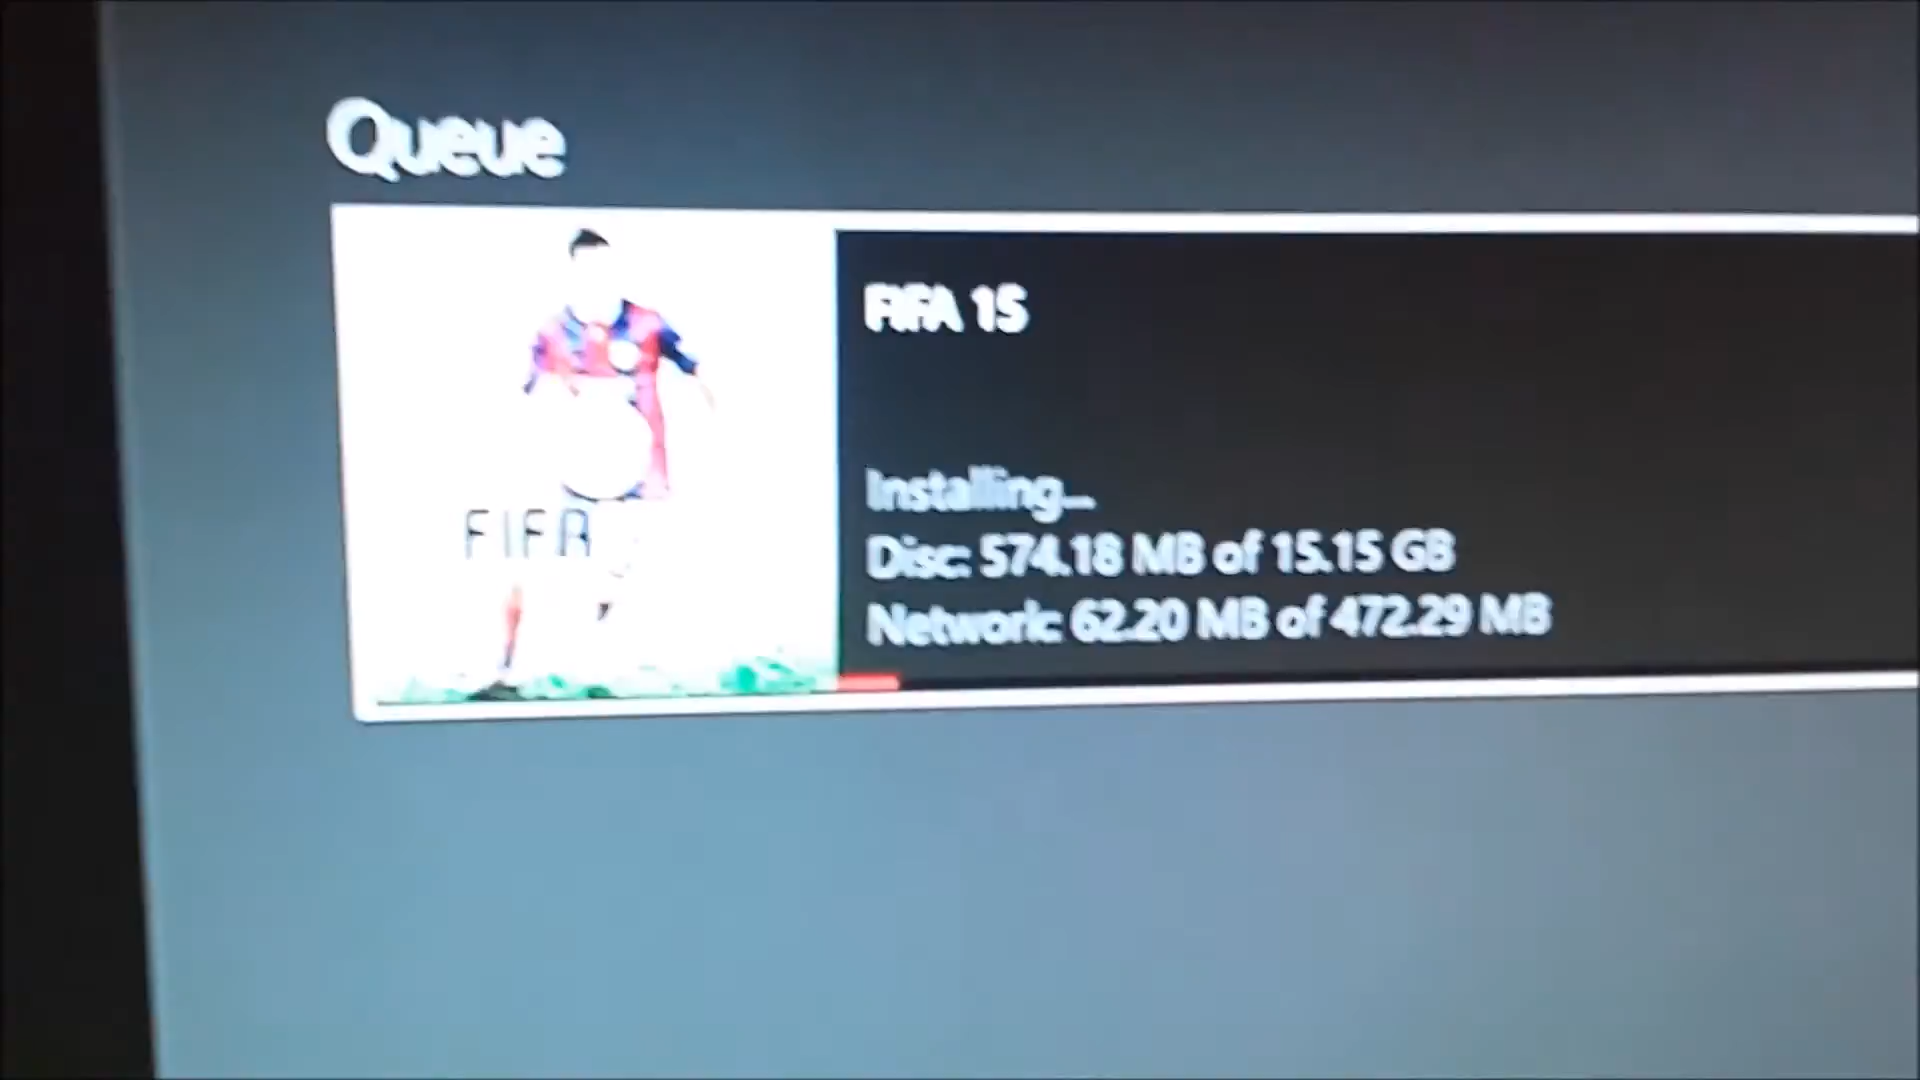 Queue
FIFA 15
FIFA
Installing...
Disc: 574.18 MB of 15.15 GB
Network: 62.20 MB of 472.29 MB